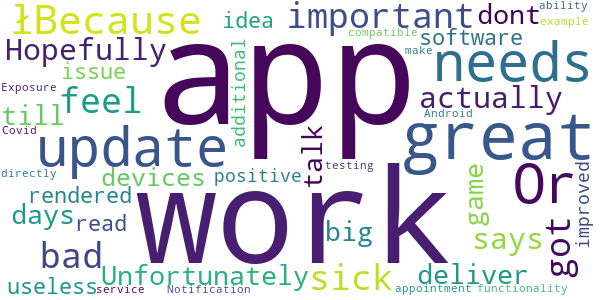 łBecause idea important dont ability
example
compatible
Hopefully software
issue app make needs
Exposure additional
till feel actually
Covid Android
update great
talk
directly devices positive testing
rendered work Or game improved
days read big says got
bad
Unfortunately sick deliver
useless service Notification appointment functionality